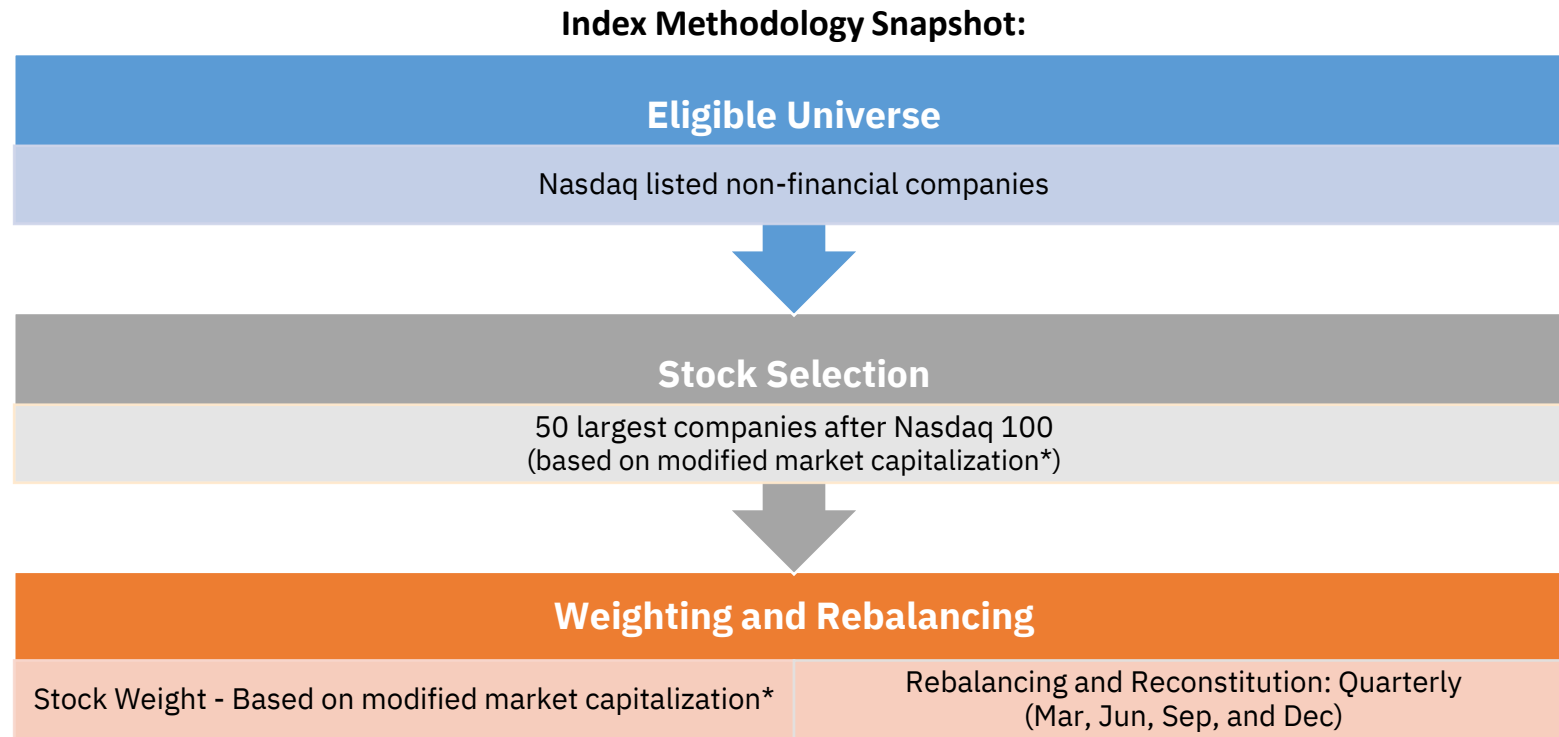 Index Methodology Snapshot:
Eligible Universe
Nasdaq listed non-financial companies
Stock Selection
50 largest companies after Nasdaq 100
(based on modified market capitalization*)
Weighting and Rebalancing
Stock Weight - Based on modified market capitalization*
Rebalancing and Reconstitution: Quarterly
(Mar, Jun, Sep, and Dec)